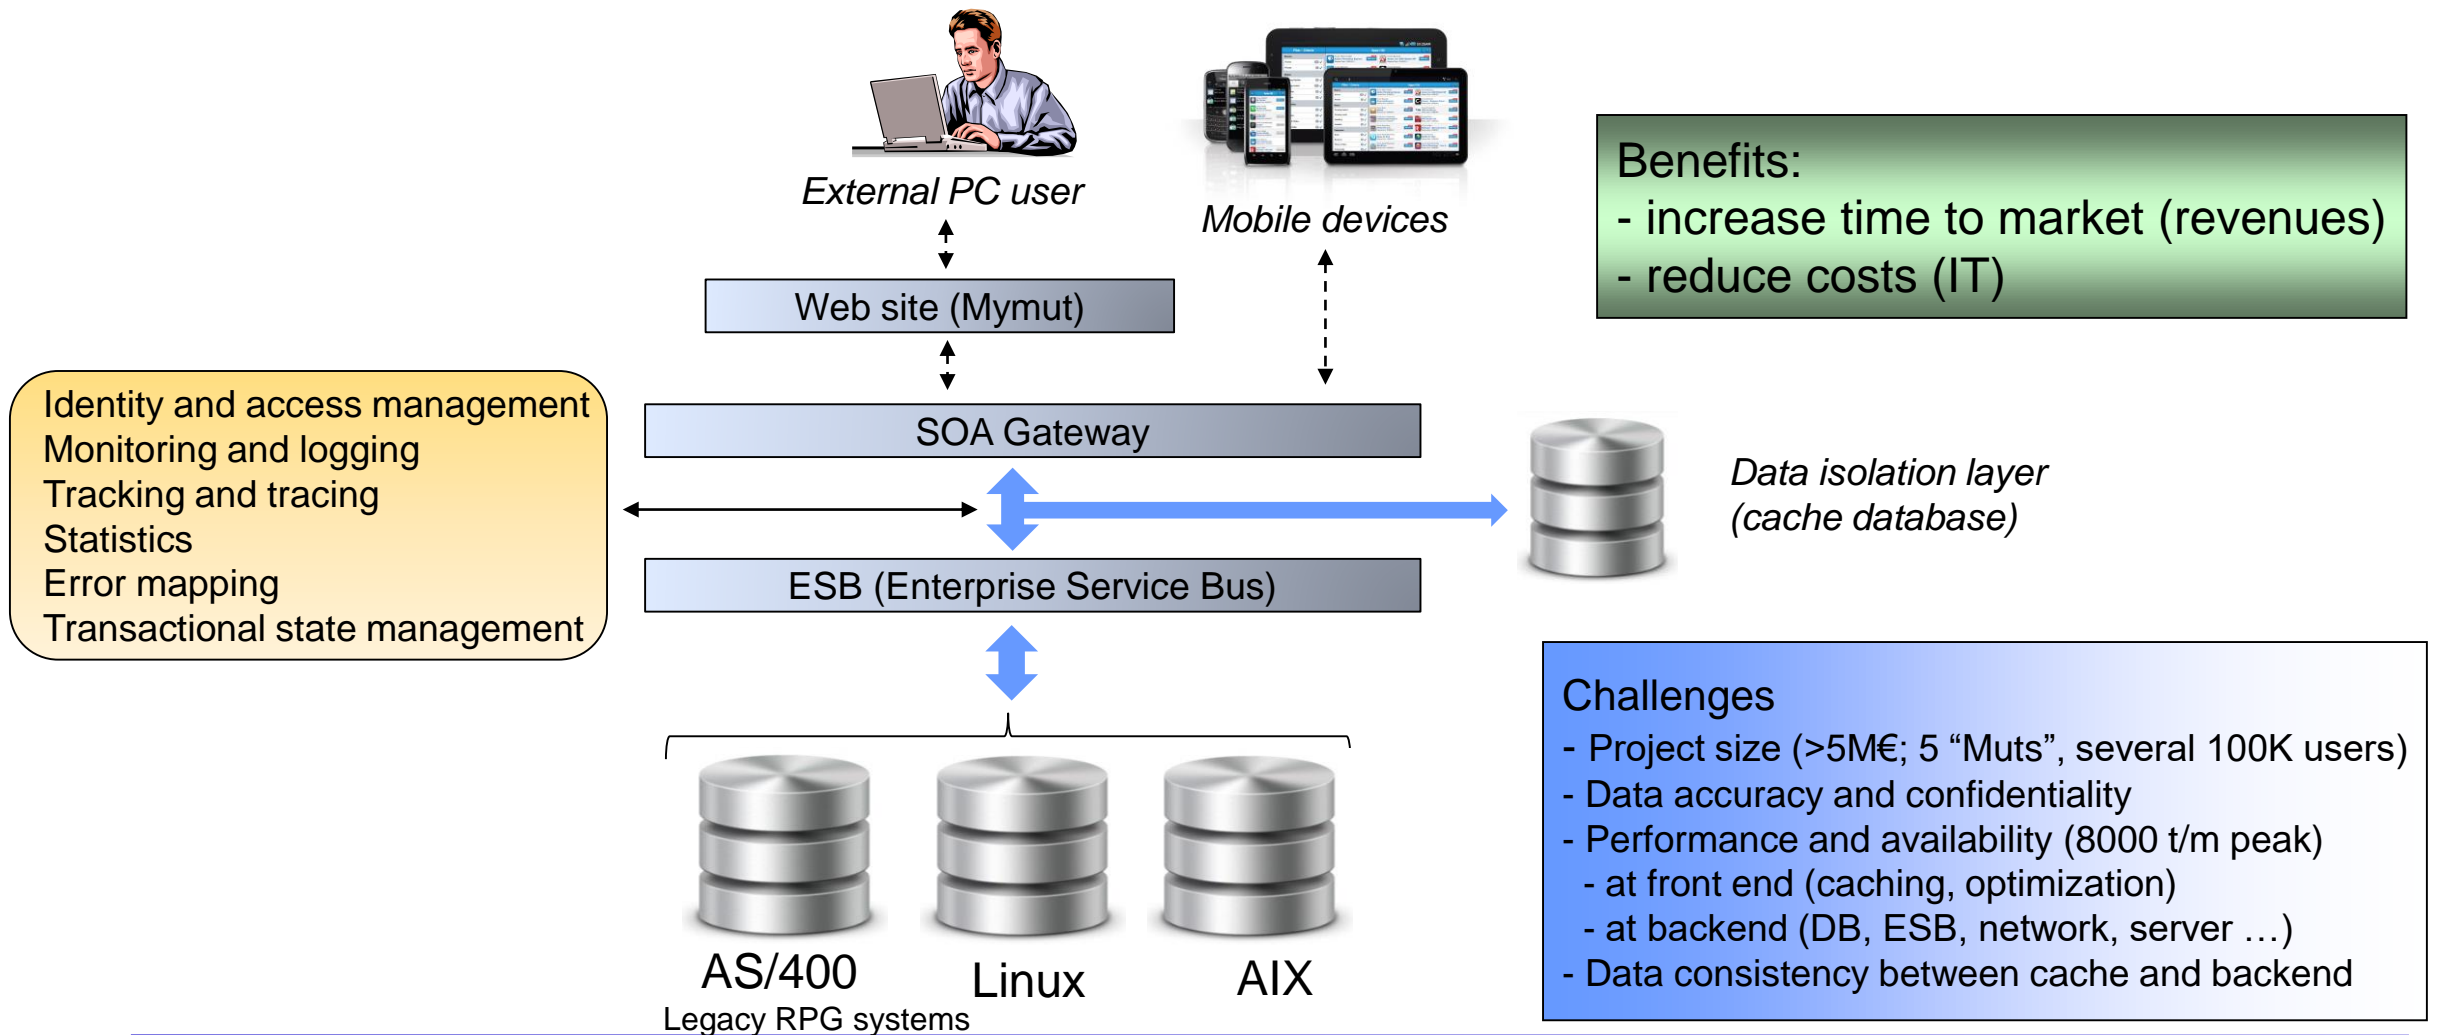 External PC user
Mobile devices
Benefits:
- increase time to market (revenues)
- reduce costs (IT)
Web site (Mymut)
Identity and access management
Monitoring and logging
Tracking and tracing
Statistics
Error mapping
Transactional state management
SOA Gateway
Data isolation layer
(cache database)
ESB (Enterprise Service Bus)
Challenges
- Project size (>5M€; 5 “Muts”, several 100K users)
- Data accuracy and confidentiality
- Performance and availability (8000 t/m peak)
- at front end (caching, optimization)
- at backend (DB, ESB, network, server …)
- Data consistency between cache and backend
AS/400
Legacy RPG systems
Linux
AIX